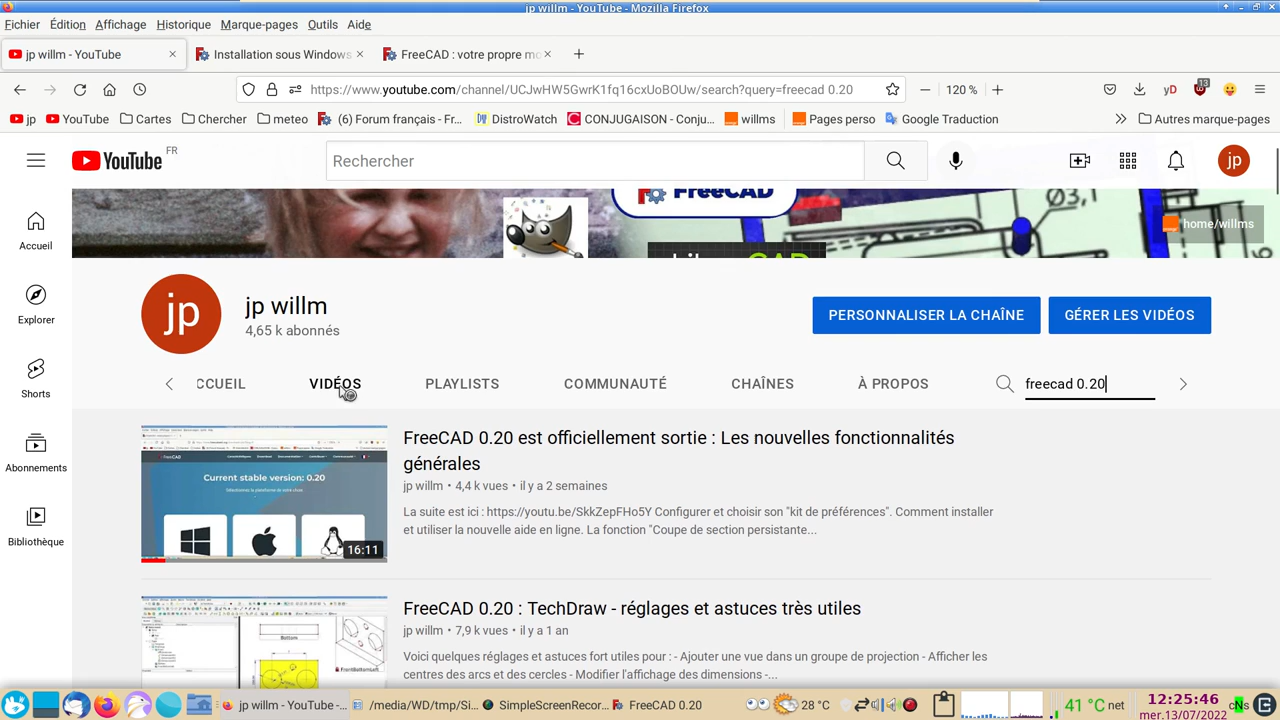 jp willm - YouTube - Mozilla Firefox
Fichier Édition Affichage Historique Marque-pages Outils Aide
jp willm - YouTube
Installation sous Windows
FreeCAD : votre propre mo
https://www.youtube.com/channel/UCJwHW5GwrK1fq16cxUoBOUw/search?query=freecad 0.20
120 %
yD
13
jp
YouTube
Cartes
Chercher
meteo
(6) Forum français - Fr…
DistroWatch
CONJUGAISON - Conju…
willms
Pages perso
Google Traduction
Autres marque-pages
YouTube FR
Rechercher
jp
FreeCAD
Ø3,1
home/willms
jp
jp willm
4,65 k abonnés
PERSONNALISER LA CHAÎNE
GÉRER LES VIDÉOS
CCUEIL
VIDÉOS
PLAYLISTS
COMMUNAUTÉ
CHAÎNES
À PROPOS
freecad 0.20
Accueil
Explorer
Shorts
Abonnements
Bibliothèque
Current stable version: 0.20
16:11
FreeCAD 0.20 est officiellement sortie : Les nouvelles fonctionnalités
générales
jp willm • 4,4 k vues • il y a 2 semaines
La suite est ici : https://youtu.be/SkkZepFHo5Y Configurer et choisir son "kit de préférences". Comment installer
et utiliser la nouvelle aide en ligne. La fonction "Coupe de section persistante...
Bottom
FreeCAD 0.20 : TechDraw : réglages et astuces très utiles
jp willm • 7,9 k vues • il y a 1 an
Voir quelques réglages et astuces fort utiles pour : - Ajouter une vue dans un groupe de projection - Afficher les
centres des arcs et des cercles - Modifier l'affichage des dimensions -...
jp willm - YouTube -…
/media/WD/tmp/Si…
SimpleScreenRecor…
FreeCAD 0.20
28 °C
41 °C net
12:25:46
mer.13/07/2022
cNs